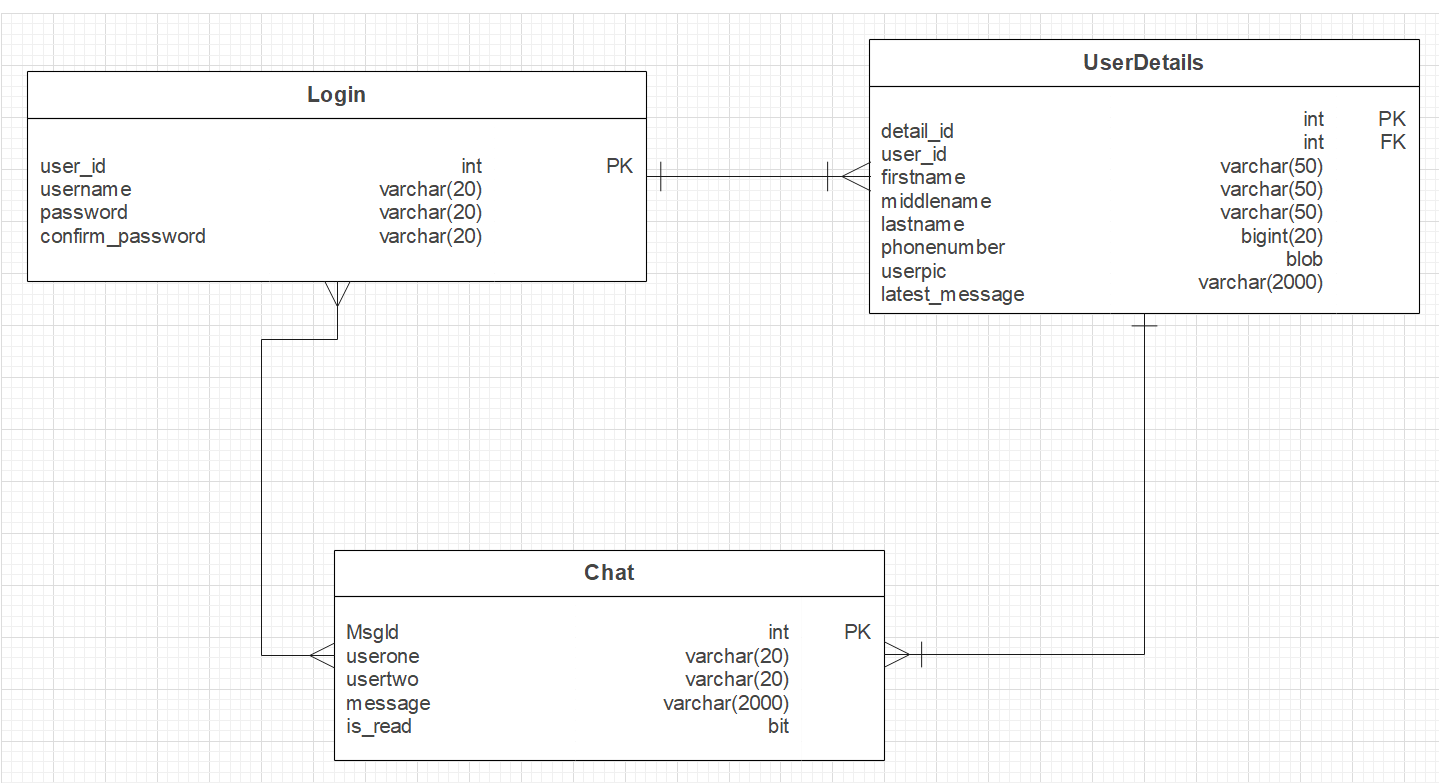 Login
user_id int PK
username varchar(20)
password varchar(20)
confirm_password varchar(20)
UserDetails
detail_id int PK
user_id int FK
firstname varchar(50)
middlename varchar(50)
lastname varchar(50)
phonenumber bigint(20)
userpic blob
latest_message varchar(2000)
Chat
MsgId int PK
userone varchar(20)
usertwo varchar(20)
message varchar(2000)
is_read bit